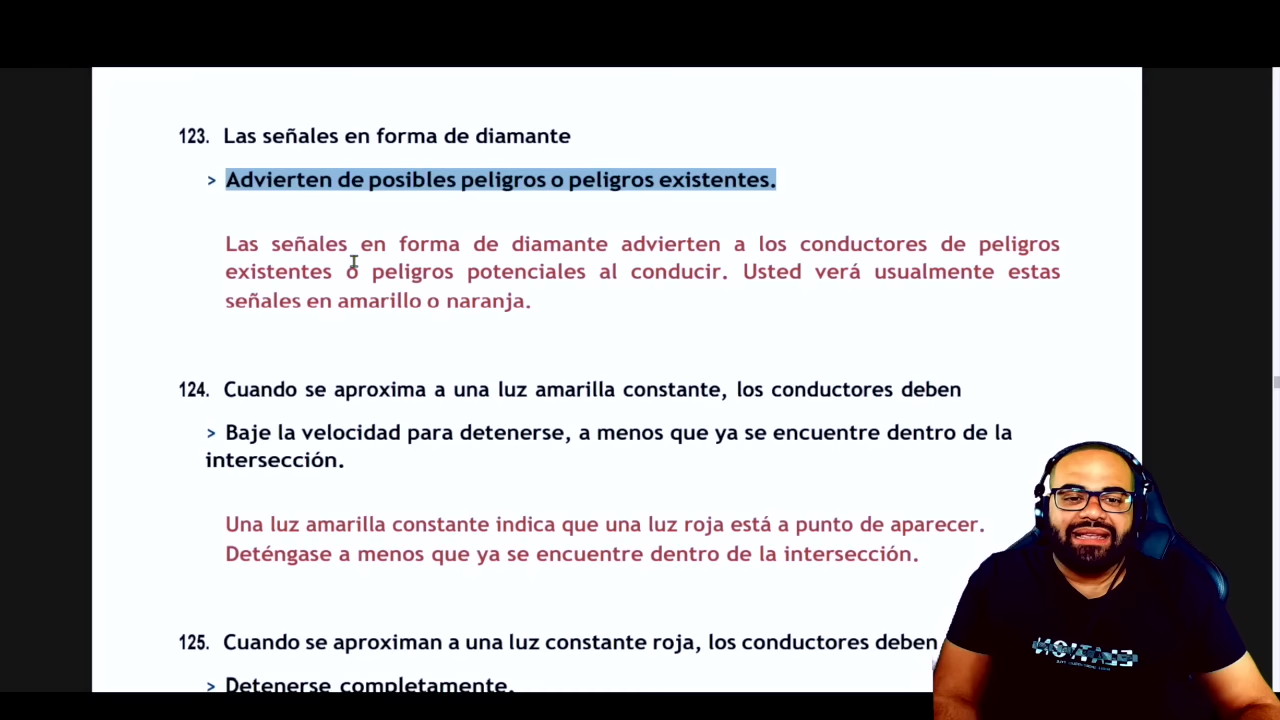 123. Las señales en forma de diamante
> Advierten de posibles peligros o peligros existentes.
Las señales en forma de diamante advierten a los conductores de peligros
existentes o peligros potenciales al conducir. Usted verá usualmente estas
señales en amarillo o naranja.
124. Cuando se aproxima a una luz amarilla constante, los conductores deben
> Baje la velocidad para detenerse, a menos que ya se encuentre dentro de la
intersección.
Una luz amarilla constante indica que una luz roja está a punto de aparecer.
Deténgase a menos que ya se encuentre dentro de la intersección.
125. Cuando se aproximan a una luz constante roja, los conductores deben
> Detenerse completamente.